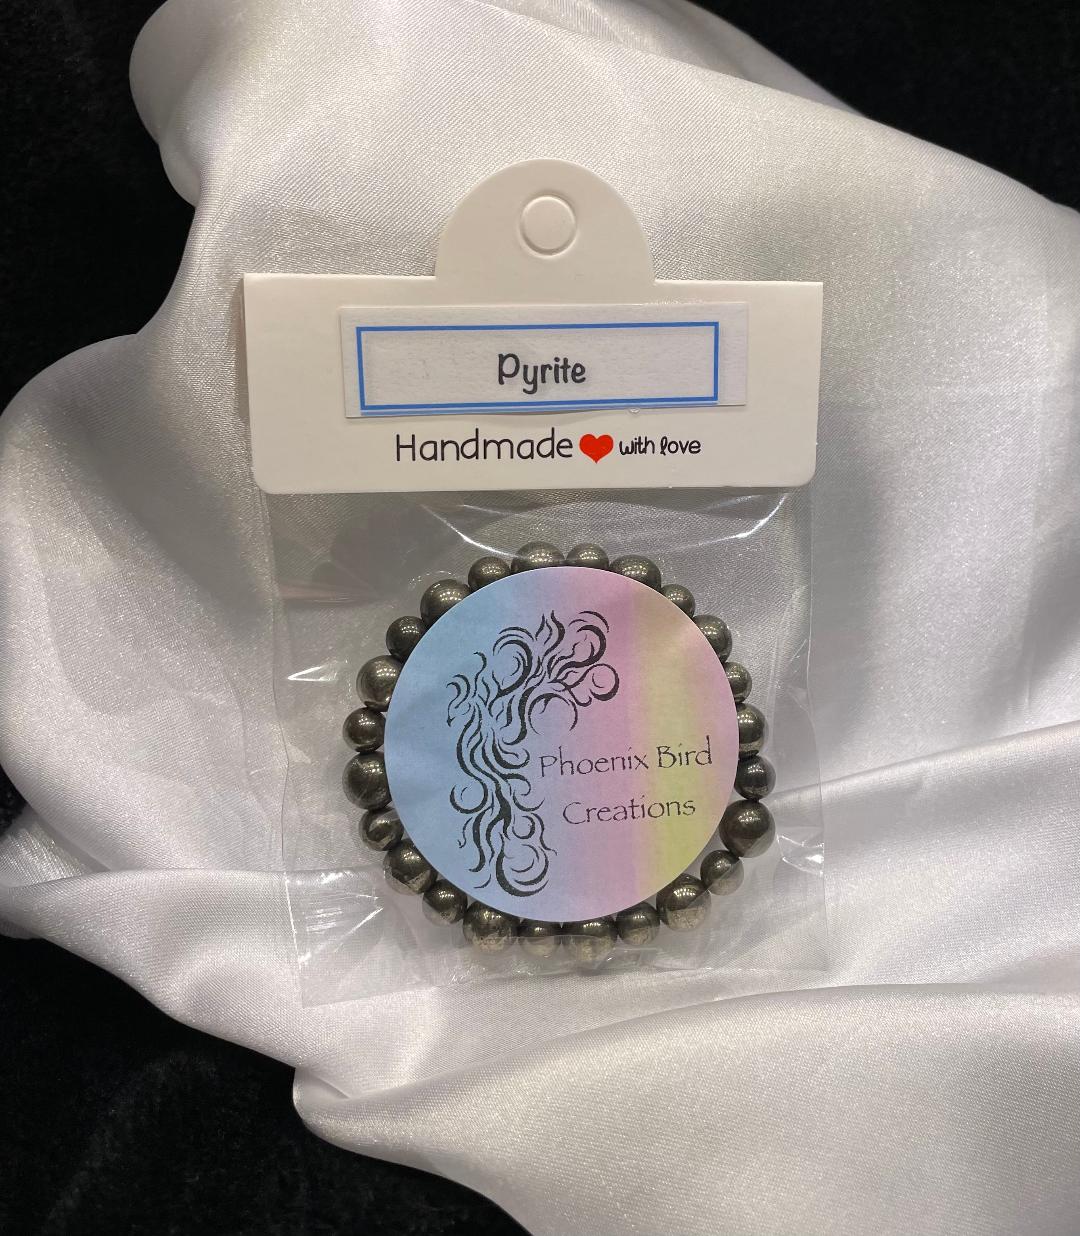 Pyrite
Handmade with love
Phoenix Bird
Creations